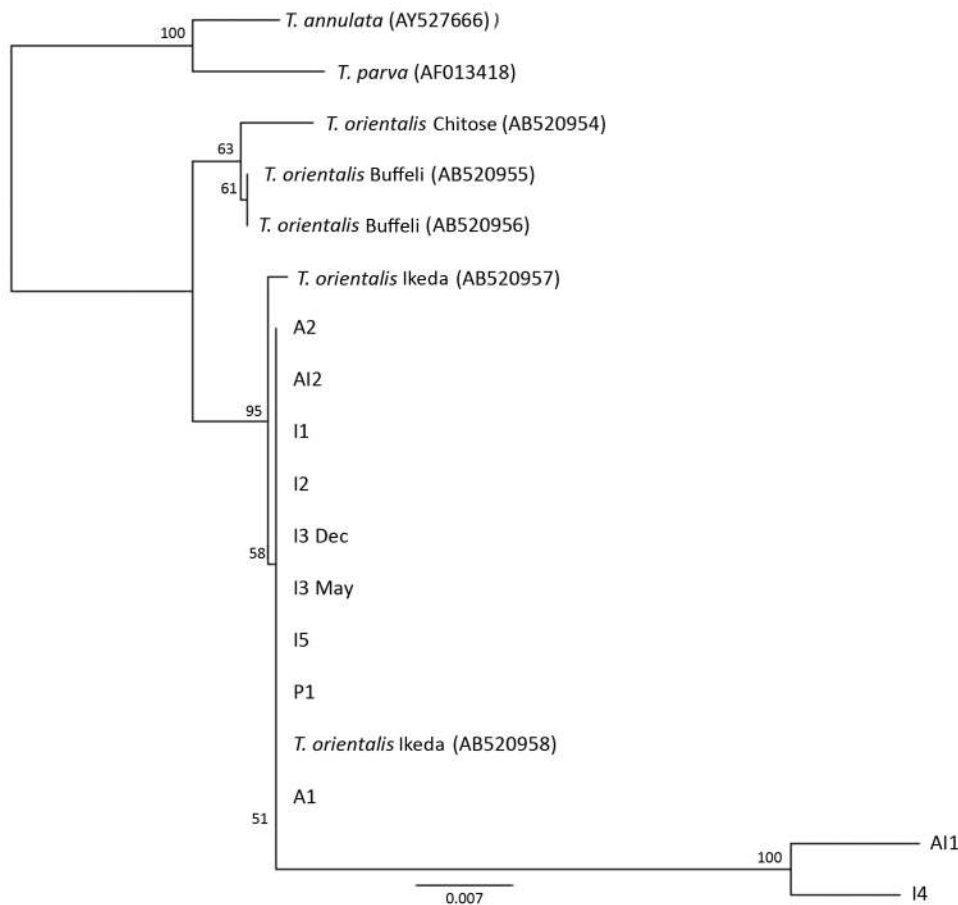 T. annulata (AY527666) )
100
T. parva (AF013418)
T. orientalis Chitose (AB520954)
63
T. orientalis Buffeli (AB520955)
61
T. orientalis Buffeli (AB520956)
T. orientalis Ikeda (AB520957)
A2
AI2
95
I1
I2
I3 Dec
58
I3 May
I5
P1
T. orientalis Ikeda (AB520958)
A1
51
AI1
100
I4
0.007